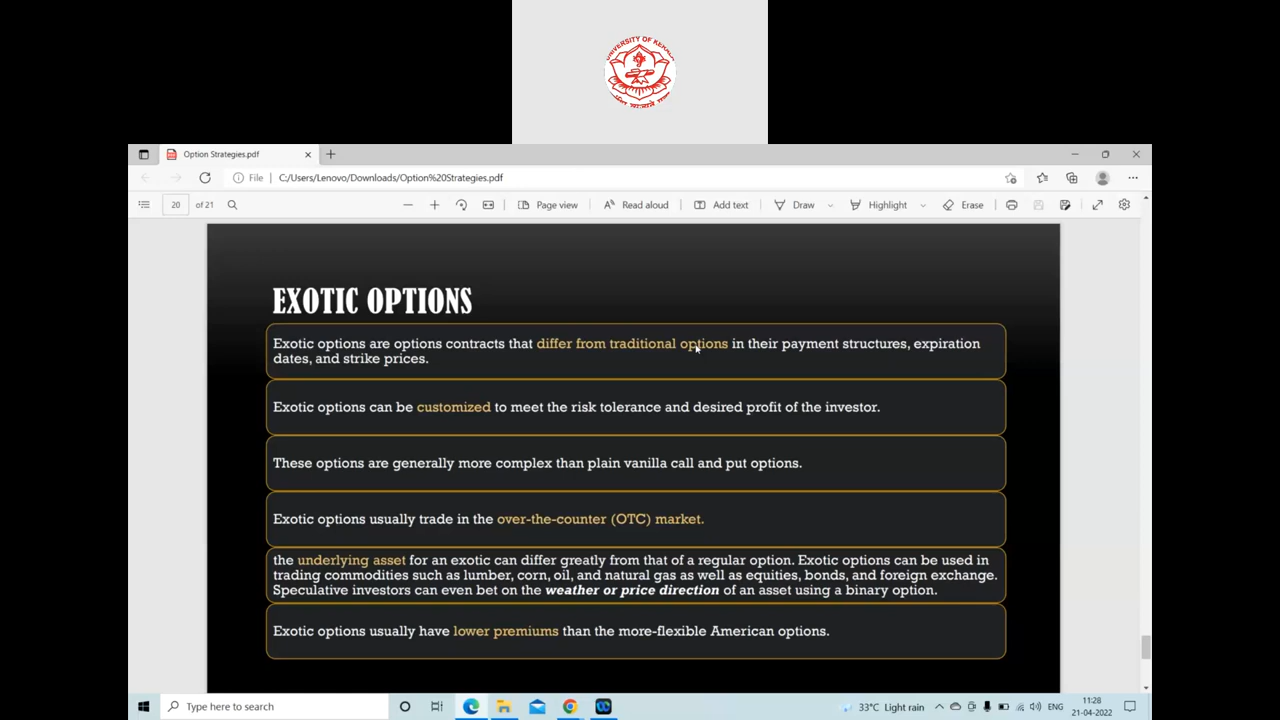 UNIVERSITY OF KERALA
Option Strategies.pdf
File C:/Users/Lenovo/Downloads/Option%20Strategies.pdf
20 of 21 Page view Read aloud Add text Draw Highlight Erase
EXOTIC OPTIONS
Exotic options are options contracts that differ from traditional options in their payment structures, expiration
dates, and strike prices.
Exotic options can be customized to meet the risk tolerance and desired profit of the investor.
These options are generally more complex than plain vanilla call and put options.
Exotic options usually trade in the over-the-counter (OTC) market.
the underlying asset for an exotic can differ greatly from that of a regular option. Exotic options can be used in
trading commodities such as lumber, corn, oil, and natural gas as well as equities, bonds, and foreign exchange.
Speculative investors can even bet on the weather or price direction of an asset using a binary option.
Exotic options usually have lower premiums than the more-flexible American options.
Type here to search 33°C Light rain ENG 11:28
21-04-2022